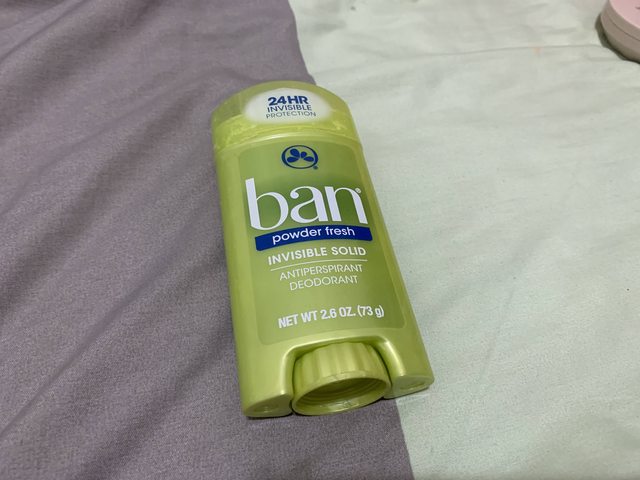 24HR
INVISIBLE
PROTECTION
ban®
powder fresh
INVISIBLE SOLID
ANTIPERSPIRANT
DEODORANT
NET WT 2.6 OZ. (73 g)